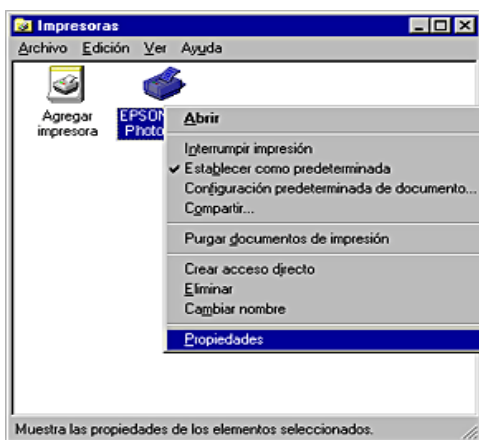 Impresoras
Archivo Edición Ver Ayuda
Agregar
impresora
EPSON
Photo
Abrir
Interrumpir impresión
Establecer como predeterminada
Configuración predeterminada de documento...
Compartir...
Purgar documentos de impresión
Crear acceso directo
Eliminar
Cambiar nombre
Propiedades
Muestra las propiedades de los elementos seleccionados.